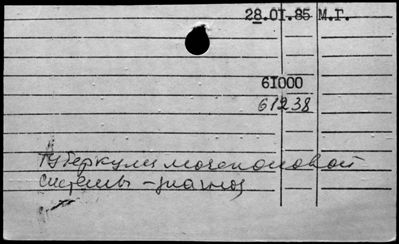 28.01.85 М.Г.
61000
61238
Туберкулез мочеполовой
системы - диагноз